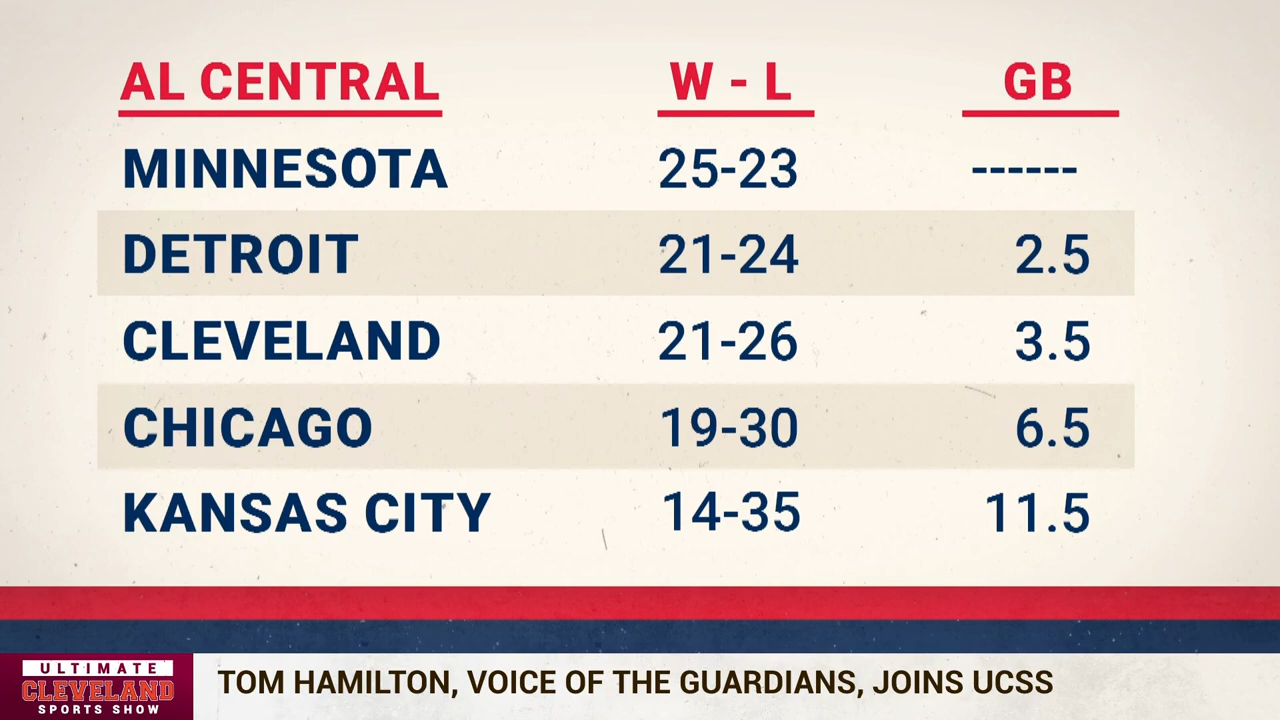 AL CENTRAL W - L GB
MINNESOTA 25-23 ------
DETROIT 21-24 2.5
CLEVELAND 21-26 3.5
CHICAGO 19-30 6.5
KANSAS CITY 14-35 11.5
ULTIMATE
CLEVELAND
SPORTS SHOW
TOM HAMILTON, VOICE OF THE GUARDIANS, JOINS UCSS